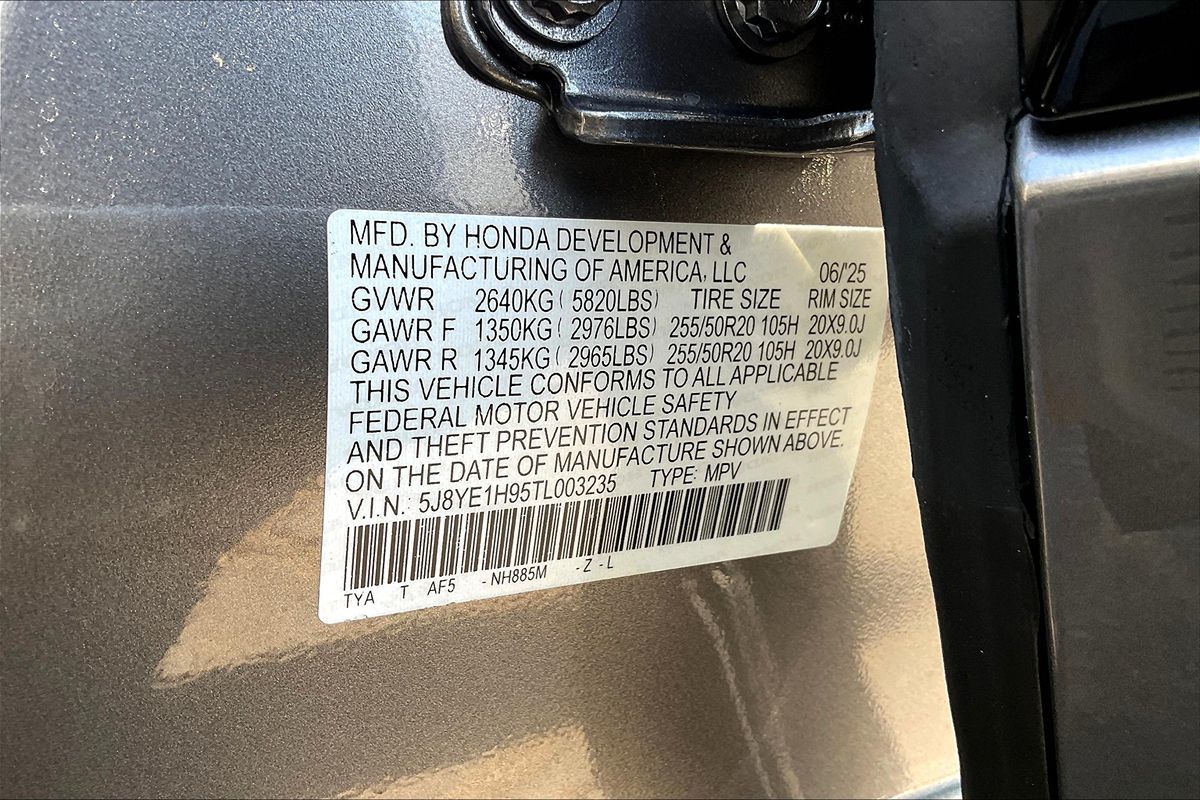 MFD. BY HONDA DEVELOPMENT &
MANUFACTURING OF AMERICA, LLC 06/'25
GVWR 2640KG ( 5820LBS) TIRE SIZE RIM SIZE
GAWR F 1350KG ( 2976LBS) 255/50R20 105H 20X9.0J
GAWR R 1345KG ( 2965LBS) 255/50R20 105H 20X9.0J
THIS VEHICLE CONFORMS TO ALL APPLICABLE
FEDERAL MOTOR VEHICLE SAFETY
AND THEFT PREVENTION STANDARDS IN EFFECT
ON THE DATE OF MANUFACTURE SHOWN ABOVE.
V.I.N.: 5J8YE1H95TL003235 TYPE: MPV
TYA T AF5 - NH885M - Z - L